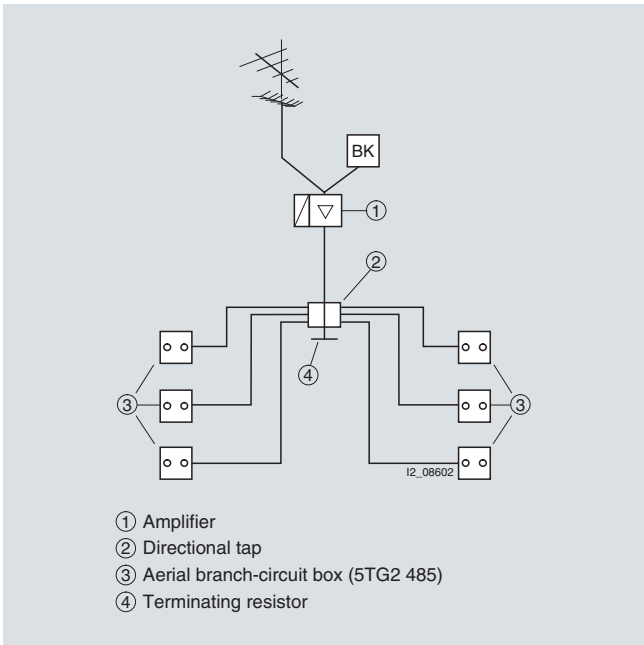 BK
①
②
④
③
③
I2_08602
① Amplifier
② Directional tap
③ Aerial branch-circuit box (5TG2 485)
④ Terminating resistor